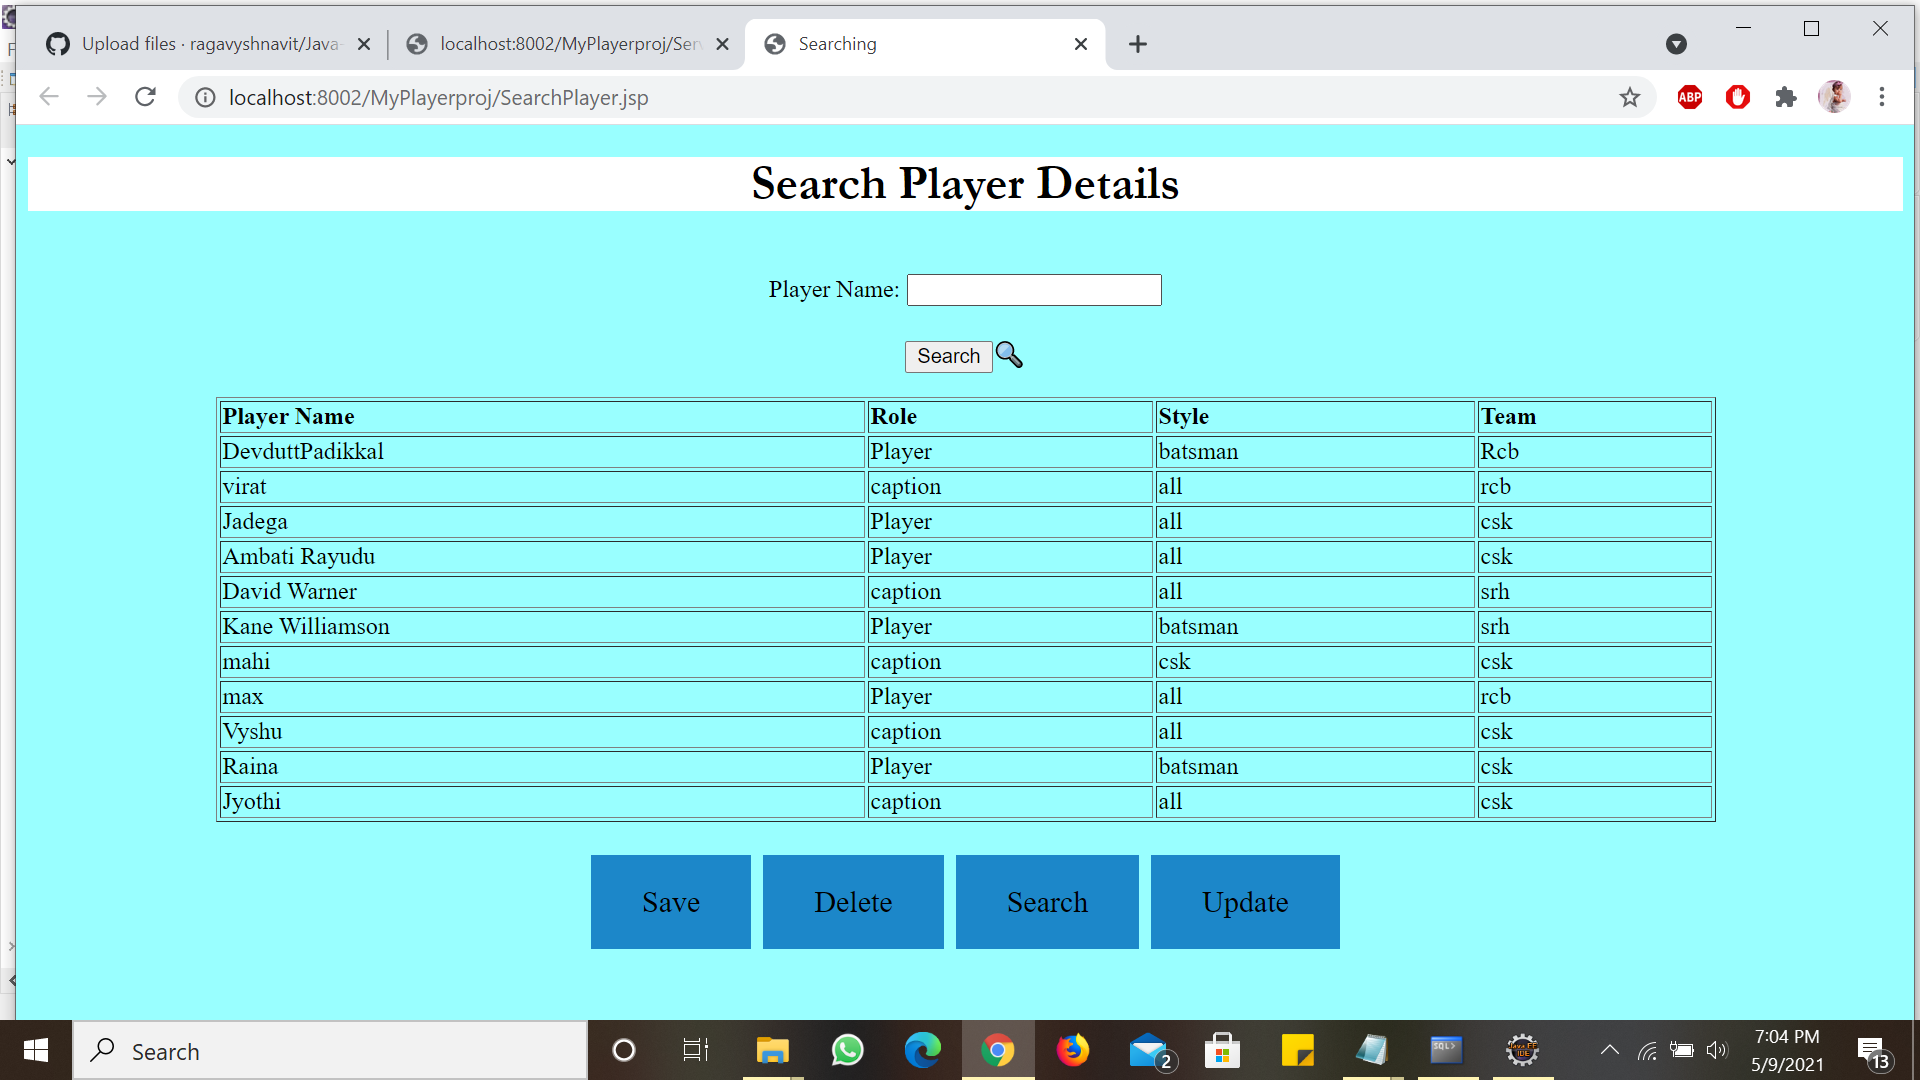 Upload files · ragavyshnavit/Java-
localhost:8002/MyPlayerproj/Ser
Searching
localhost:8002/MyPlayerproj/SearchPlayer.jsp
ABP
Search Player Details
Player Name:
Search
Player Name Role Style Team
DevduttPadikkal Player batsman Rcb
virat caption all rcb
Jadega Player all csk
Ambati Rayudu Player all csk
David Warner caption all srh
Kane Williamson Player batsman srh
mahi caption csk csk
max Player all rcb
Vyshu caption all csk
Raina Player batsman csk
Jyothi caption all csk
Save Delete Search Update
Search
2
SQL>
Java EE
IDE
7:04 PM
5/9/2021
13